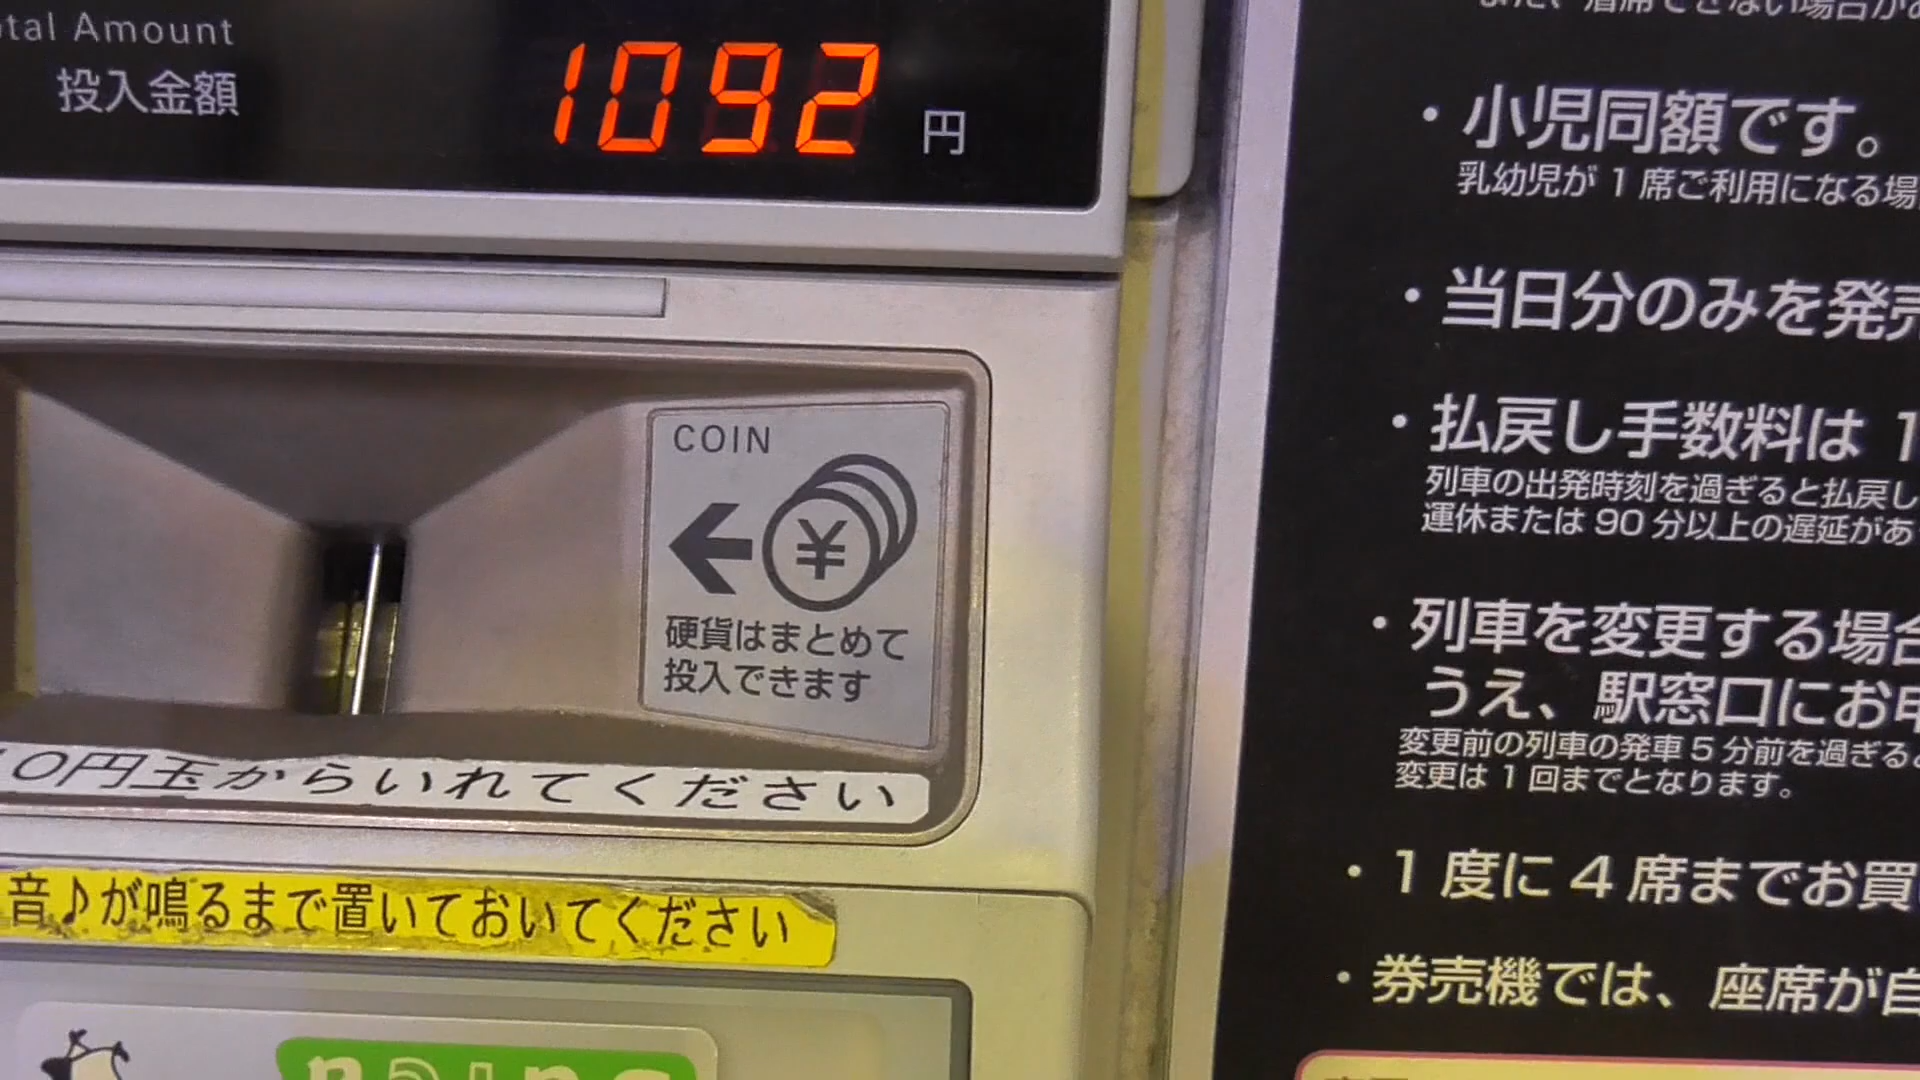 Total Amount
投入金額
1092 円
COIN
硬貨はまとめて
投入できます
10円玉からいれてください
音♪が鳴るまで置いておいてください
・小児同額です。
乳幼児が1席ご利用になる場
・当日分のみを発売
・払戻し手数料は 1
列車の出発時刻を過ぎると払戻し
運休または90分以上の遅延があ
・列車を変更する場合
うえ、駅窓口にお申
変更前の列車の発車5分前を過ぎると
変更は1回までとなります。
・1度に4席までお買
・券売機では、座席が自